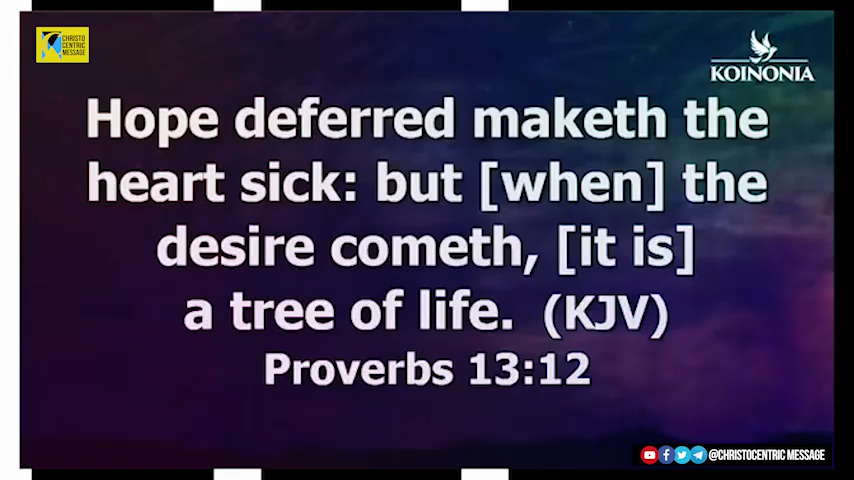 CHRISTO
CENTRIC
MESSAGE
KOINONIA
Hope deferred maketh the
heart sick: but [when] the
desire cometh, [it is]
a tree of life. (KJV)
Proverbs 13:12
@CHRISTOCENTRIC MESSAGE